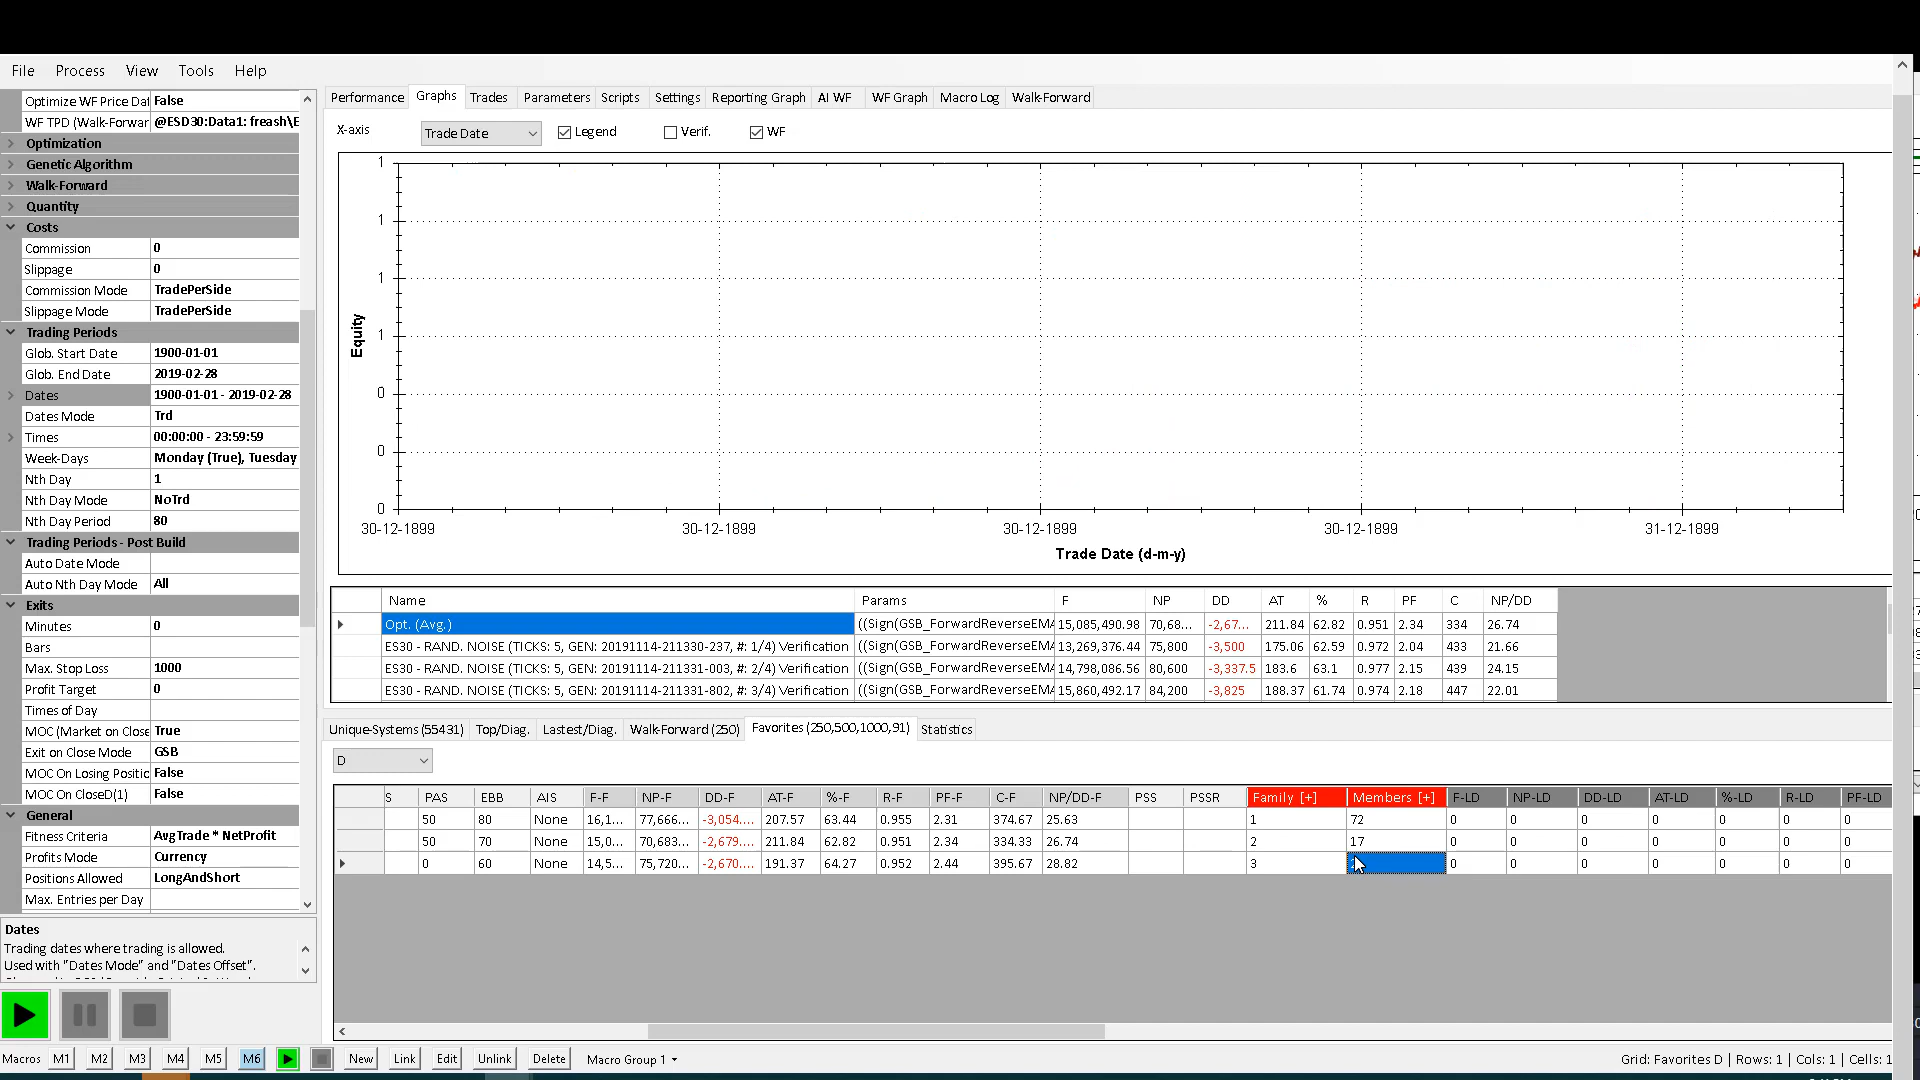 File Process View Tools Help
Optimize WF Price Dat False
WF TPD (Walk-Forwar @ESD30:Data1: freash\E
Optimization
Genetic Algorithm
Walk-Forward
Quantity
Costs
Commission 0
Slippage 0
Commission Mode TradePerSide
Slippage Mode TradePerSide
Trading Periods
Glob. Start Date 1900-01-01
Glob. End Date 2019-02-28
Dates 1900-01-01 - 2019-02-28
Dates Mode Trd
Times 00:00:00 - 23:59:59
Week-Days Monday (True), Tuesday
Nth Day 1
Nth Day Mode NoTrd
Nth Day Period 80
Trading Periods - Post Build
Auto Date Mode
Auto Nth Day Mode All
Exits
Minutes 0
Bars
Max. Stop Loss 1000
Profit Target 0
Times of Day
MOC (Market on Close True
Exit on Close Mode GSB
MOC On Losing Positic False
MOC On CloseD(1) False
General
Fitness Criteria AvgTrade * NetProfit
Profits Mode Currency
Positions Allowed LongAndShort
Max. Entries per Day
Dates
Trading dates where trading is allowed.
Used with "Dates Mode" and "Dates Offset".
Performance Graphs Trades Parameters Scripts Settings Reporting Graph AI WF WF Graph Macro Log Walk-Forward
X-axis Trade Date Legend Verif. WF
1
1
1
1
0
0
0
Equity
30-12-1899 30-12-1899 30-12-1899 30-12-1899 31-12-1899
Trade Date (d-m-y)
Name Params F NP DD AT % R PF C NP/DD
Opt. (Avg.) ((Sign(GSB_ForwardReverseEMA 15,085,490.98 70,68... -2,67... 211.84 62.82 0.951 2.34 334 26.74
ES30 - RAND. NOISE (TICKS: 5, GEN: 20191114-211330-237, #: 1/4) Verification ((Sign(GSB_ForwardReverseEMA 13,269,376.44 75,800 -3,500 175.06 62.59 0.972 2.04 433 21.66
ES30 - RAND. NOISE (TICKS: 5, GEN: 20191114-211331-003, #: 2/4) Verification ((Sign(GSB_ForwardReverseEMA 14,798,086.56 80,600 -3,337.5 183.6 63.1 0.977 2.15 439 24.15
ES30 - RAND. NOISE (TICKS: 5, GEN: 20191114-211331-802, #: 3/4) Verification ((Sign(GSB_ForwardReverseEMA 15,860,492.17 84,200 -3,825 188.37 61.74 0.974 2.18 447 22.01
Unique-Systems (55431) Top/Diag. Lastest/Diag. Walk-Forward (250) Favorites (250,500,1000,91) Statistics
D
S PAS EBB AIS F-F NP-F DD-F AT-F %-F R-F PF-F C-F NP/DD-F PSS PSSR Family [+] Members [+] F-LD NP-LD DD-LD AT-LD %-LD R-LD PF-LD
50 80 None 16,1... 77,666... -3,054.... 207.57 63.44 0.955 2.31 374.67 25.63 1 72 0 0 0 0 0 0 0
50 70 None 15,0... 70,683... -2,679.... 211.84 62.82 0.951 2.34 334.33 26.74 2 17 0 0 0 0 0 0 0
0 60 None 14,5... 75,720... -2,670.... 191.37 64.27 0.952 2.44 395.67 28.82 3 0 0 0 0 0 0 0
Macros M1 M2 M3 M4 M5 M6 New Link Edit Unlink Delete Macro Group 1
Grid: Favorites D | Rows: 1 | Cols: 1 | Cells: 1